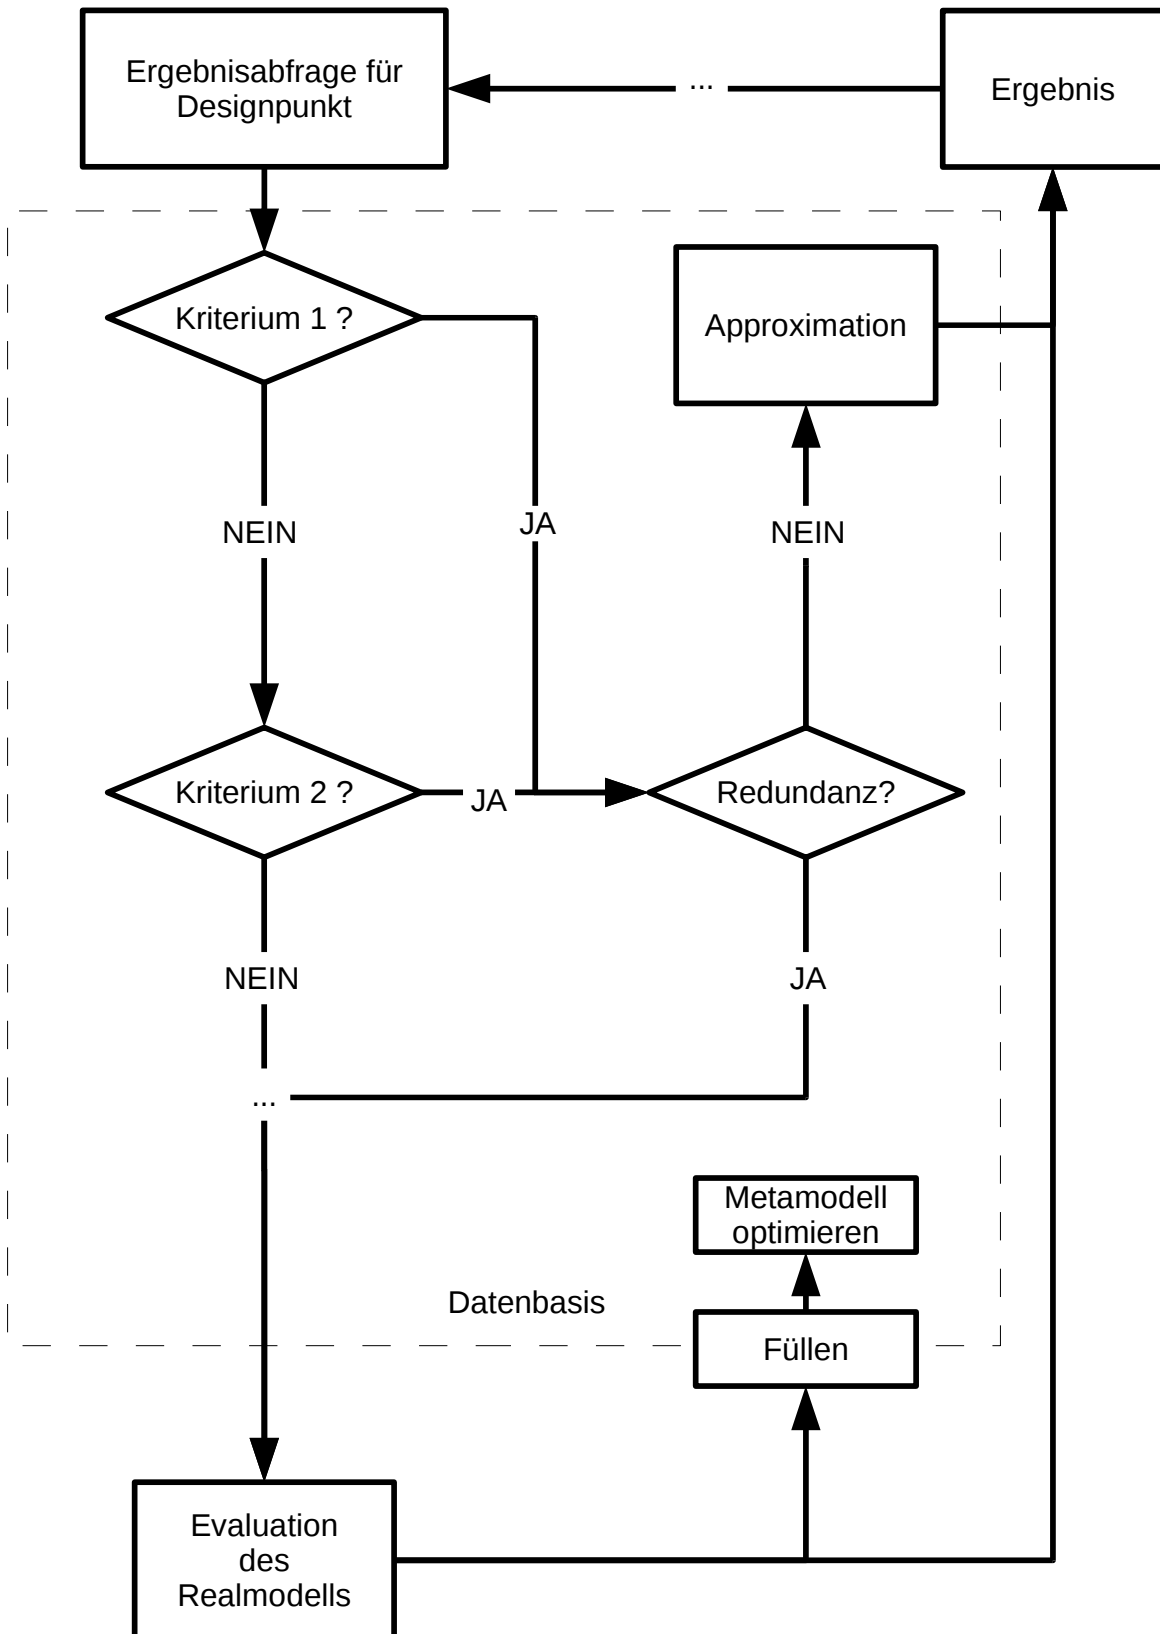 Ergebnisabfrage für
Designpunkt
...
Ergebnis
Kriterium 1 ?
Approximation
NEIN
JA
NEIN
Kriterium 2 ?
JA
Redundanz?
NEIN
JA
...
Metamodell
optimieren
Datenbasis
Füllen
Evaluation
des
Realmodells